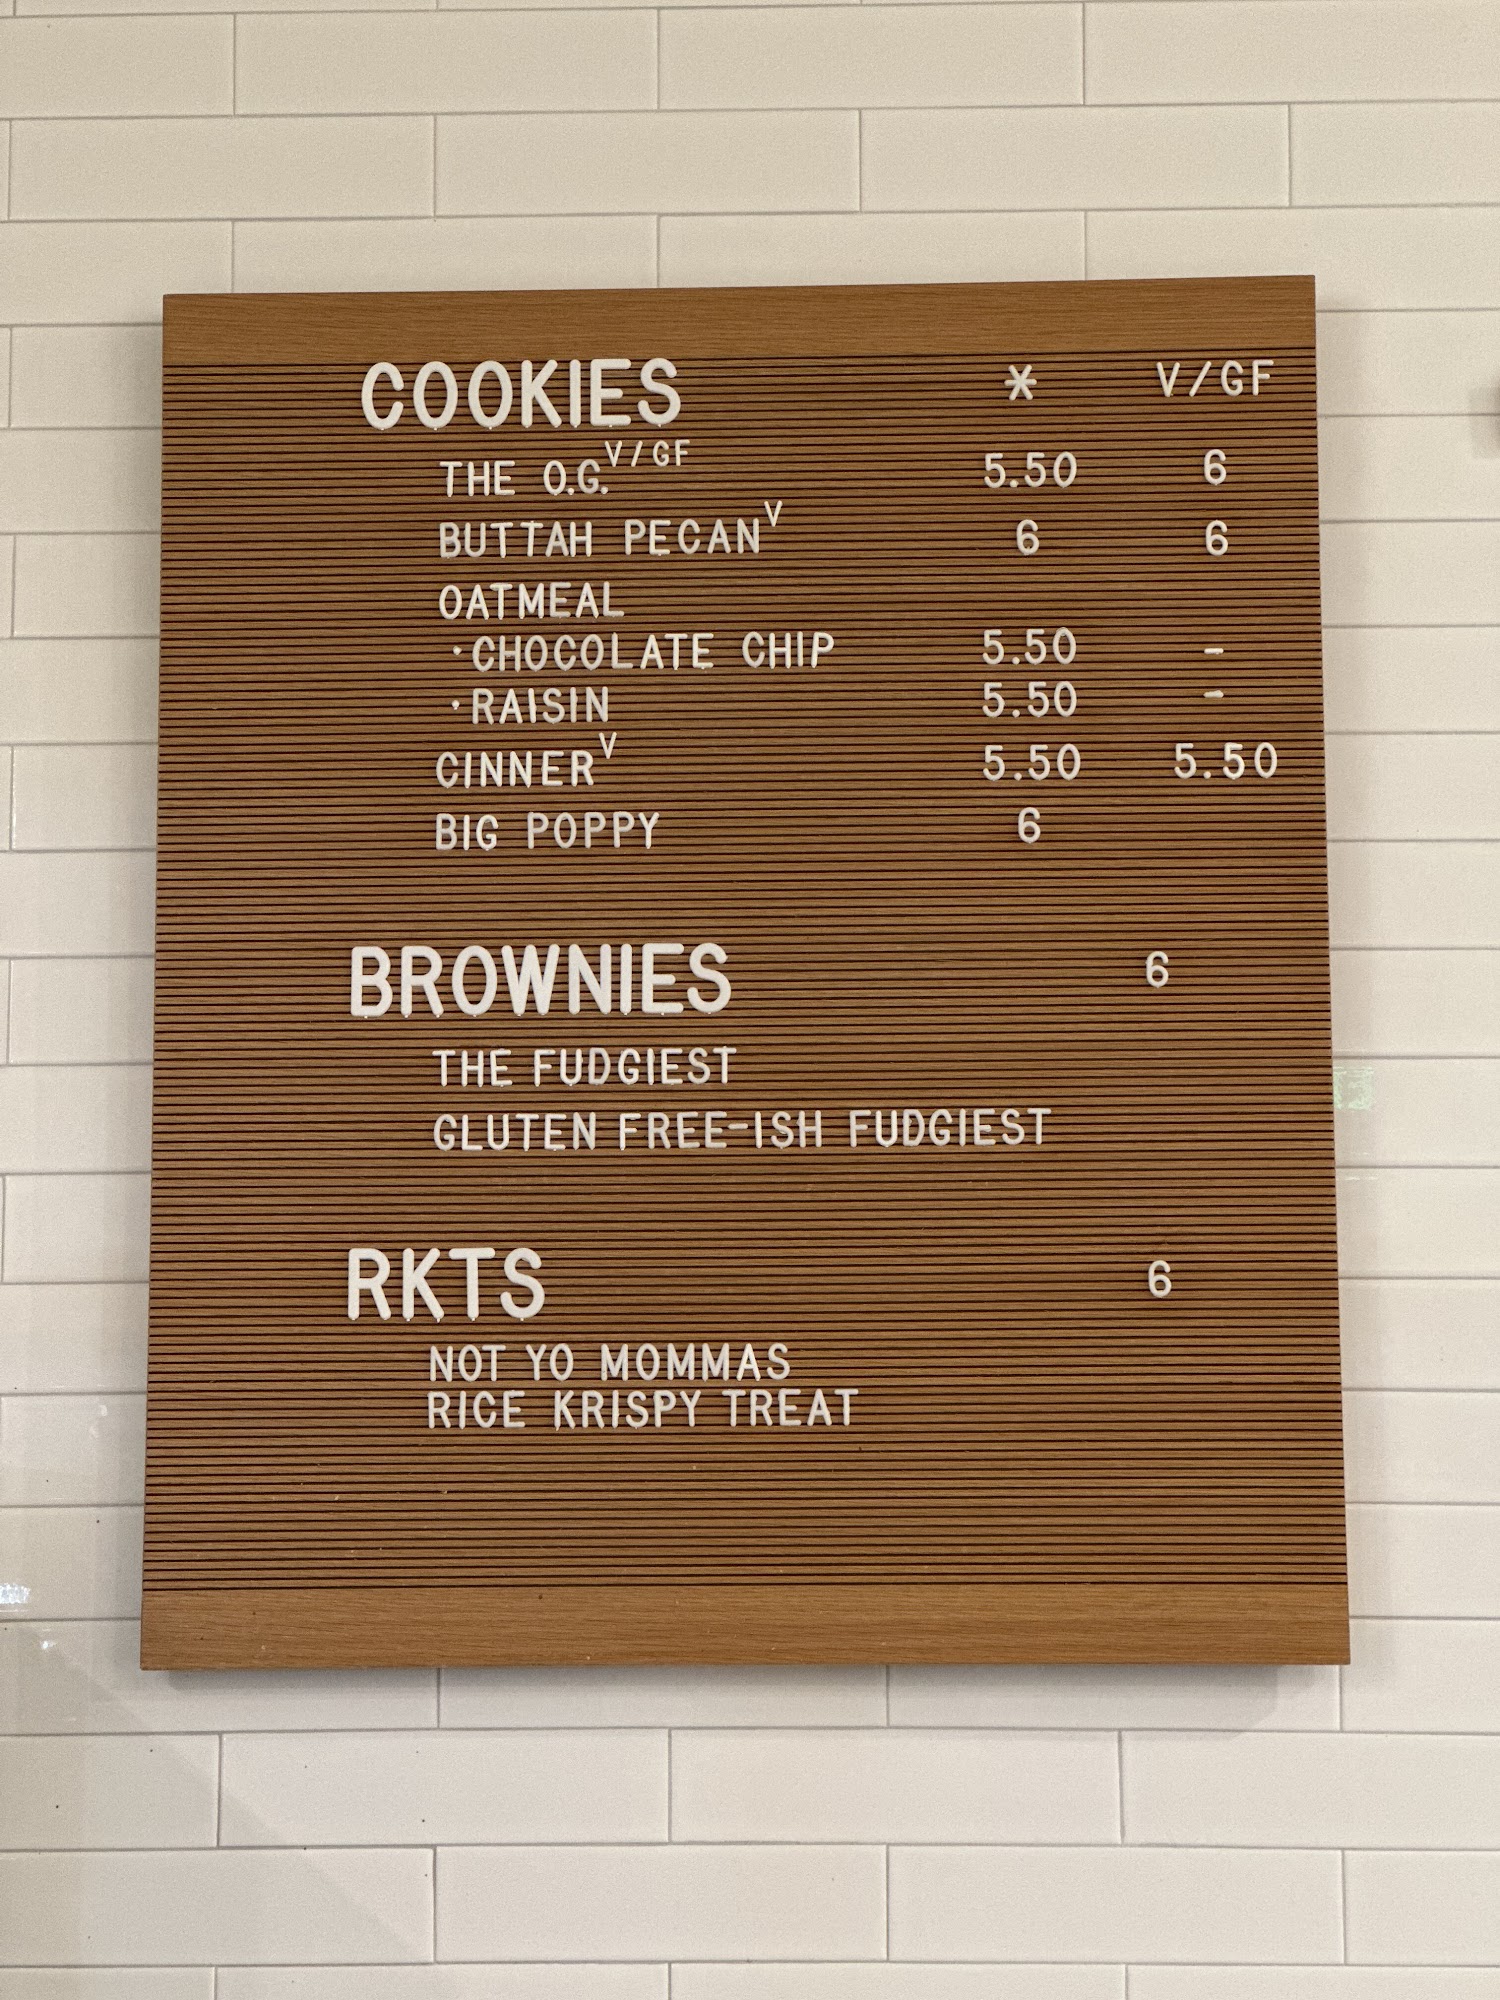 COOKIES * V/GF
THE O.G. V/GF 5.50 6
BUTTAH PECAN V 6 6
OATMEAL
·CHOCOLATE CHIP 5.50 -
·RAISIN 5.50 -
CINNER V 5.50 5.50
BIG POPPY 6
BROWNIES 6
THE FUDGIEST
GLUTEN FREE-ISH FUDGIEST
RKTS 6
NOT YO MOMMAS
RICE KRISPY TREAT